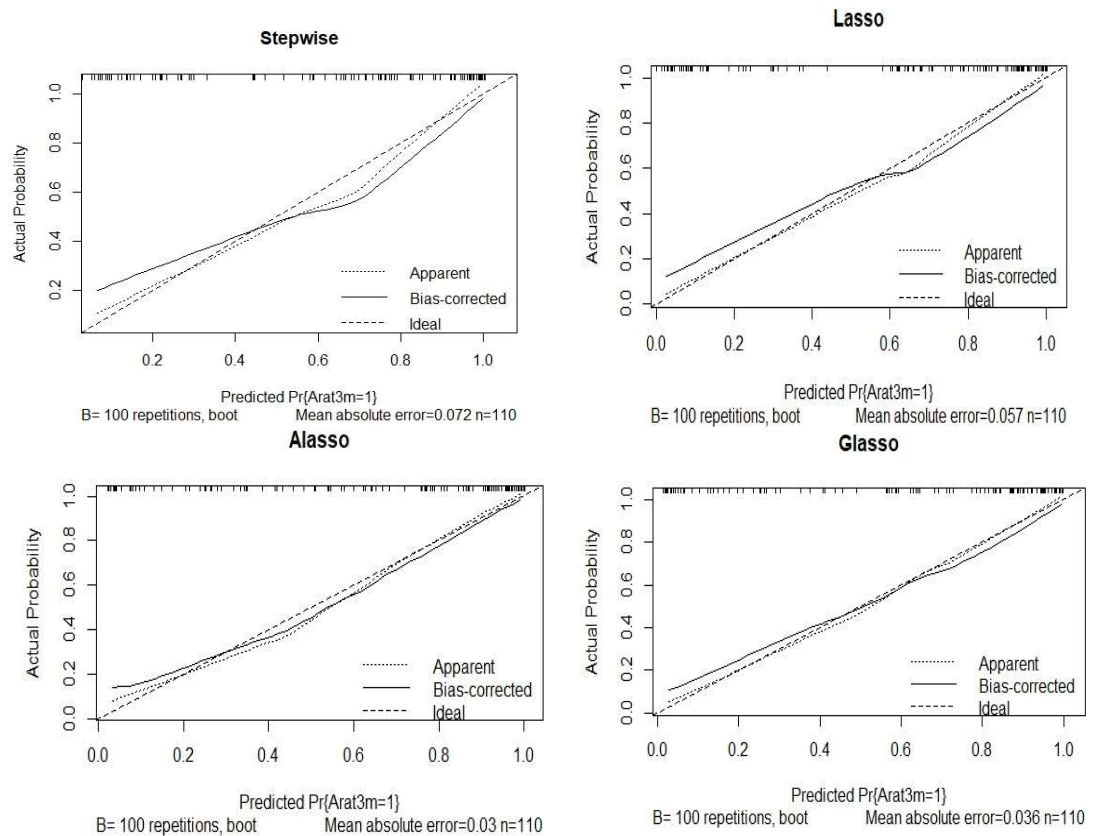 Stepwise
Actual Probability
1.0
0.8
0.6
0.4
0.2
Apparent
Bias-corrected
Ideal
0.2 0.4 0.6 0.8 1.0
Predicted Pr{Arat3m=1}
B= 100 repetitions, boot Mean absolute error=0.072 n=110
Lasso
Actual Probability
1.0
0.8
0.6
0.4
0.2
0.0
Apparent
Bias-corrected
Ideal
0.0 0.2 0.4 0.6 0.8 1.0
Predicted Pr{Arat3m=1}
B= 100 repetitions, boot Mean absolute error=0.057 n=110
Alasso
Actual Probability
1.0
0.8
0.6
0.4
0.2
0.0
Apparent
Bias-corrected
Ideal
0.0 0.2 0.4 0.6 0.8 1.0
Predicted Pr{Arat3m=1}
B= 100 repetitions, boot Mean absolute error=0.03 n=110
Glasso
Actual Probability
1.0
0.8
0.6
0.4
0.2
0.0
Apparent
Bias-corrected
Ideal
0.0 0.2 0.4 0.6 0.8 1.0
Predicted Pr{Arat3m=1}
B= 100 repetitions, boot Mean absolute error=0.036 n=110